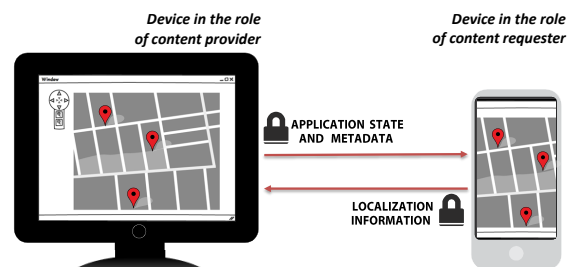 Device in the role
of content provider
Device in the role
of content requester
Window
APPLICATION STATE
AND METADATA
LOCALIZATION
INFORMATION